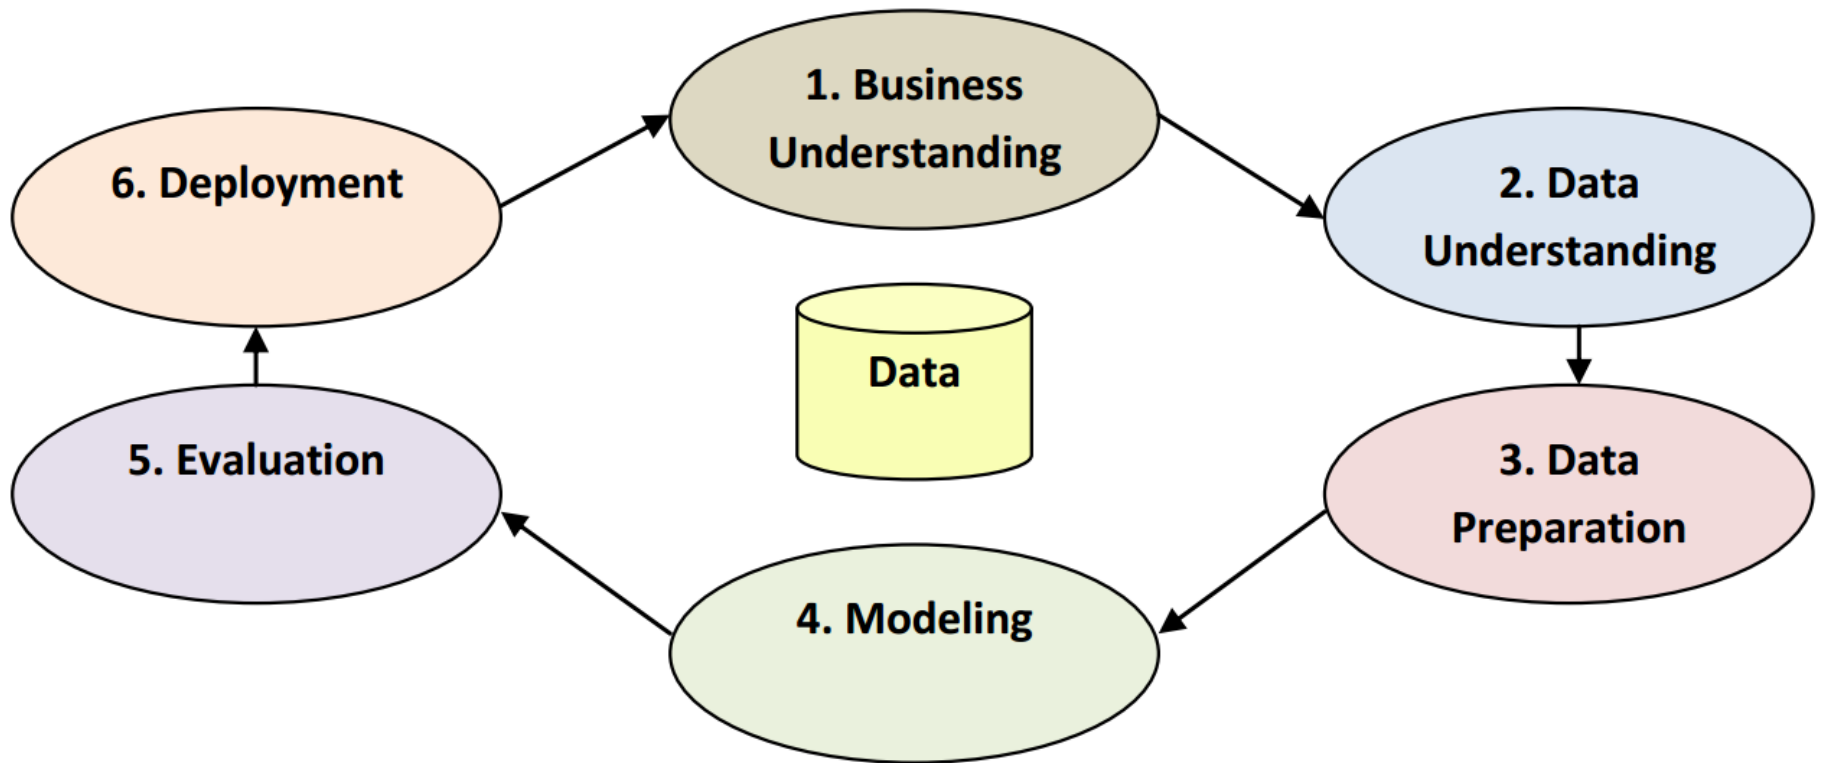 1. Business
Understanding
2. Data
Understanding
3. Data
Preparation
4. Modeling
5. Evaluation
6. Deployment
Data